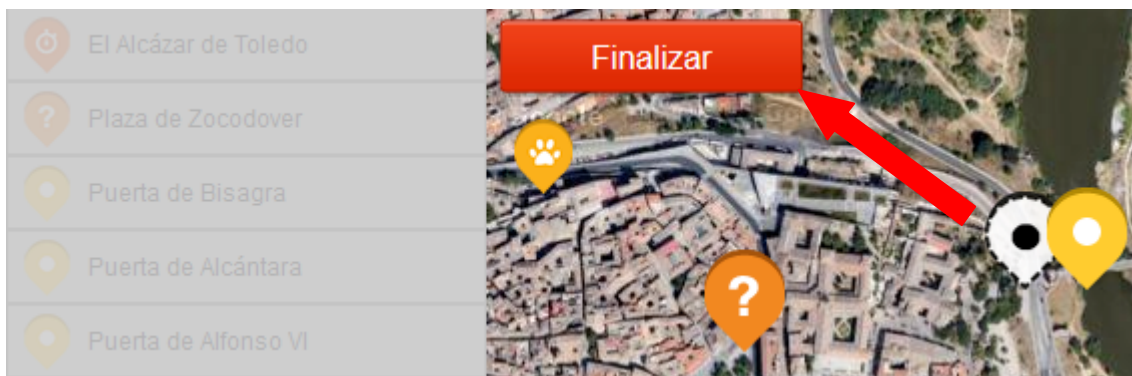 El Alcázar de Toledo
Plaza de Zocodover
Puerta de Bisagra
Puerta de Alcántara
Puerta de Alfonso VI
Finalizar
?
?